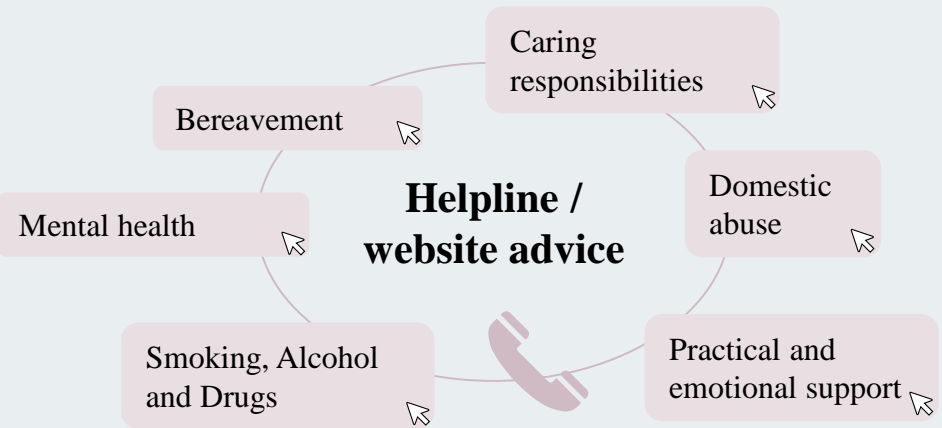 Caring
responsibilities
Bereavement
Helpline /
website advice
Domestic
abuse
Mental health
Smoking, Alcohol
and Drugs
Practical and
emotional support